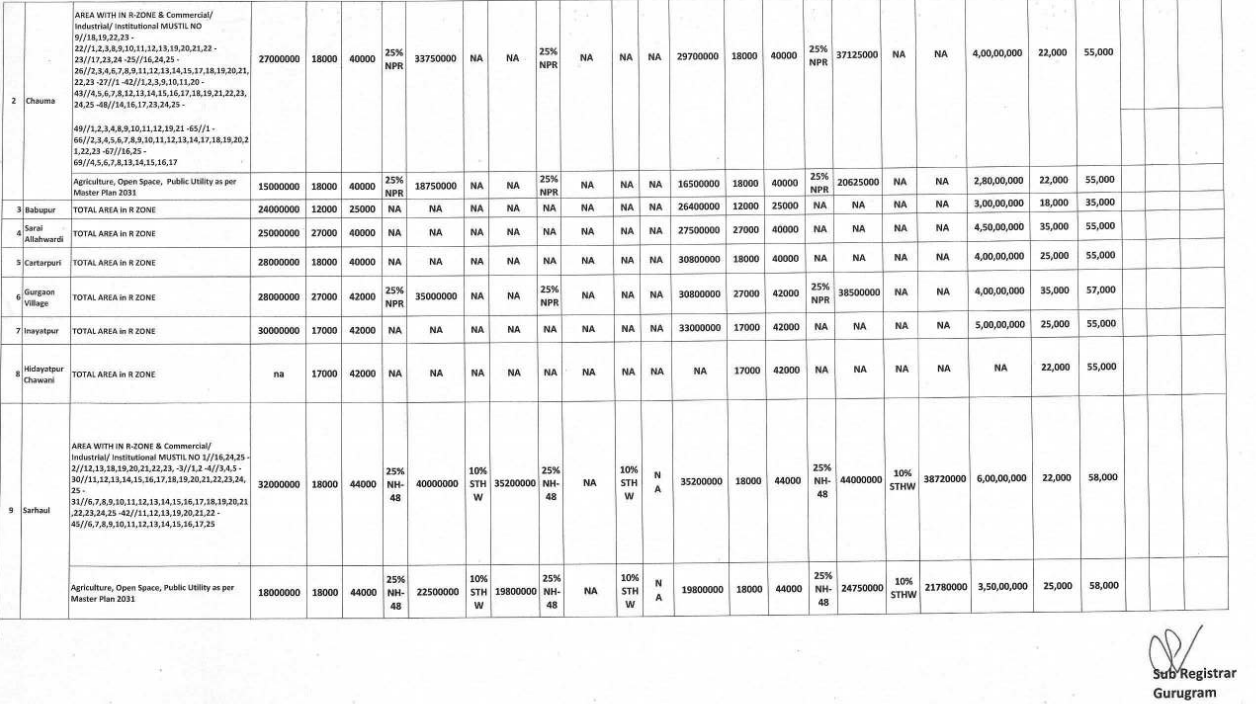 AREA WITH IN R-ZONE & Commercial/
Industrial/ Institutional MUSTIL NO
9//18,19,22,23 -
22//1,2,3,8,9,10,11,12,13,19,20,21,22 -
23//17,23,24 -25//16,24,25 -
26//2,3,4,6,7,8,9,11,12,13,14,15,16,17,18,19,20,21,
22,23 -27//1 -42//1,2,3,9,10,11,20 -
43//4,5,6,7,8,12,13,14,15,16,17,18,19,21,22,23,
24,25 -48//14,16,17,23,24,25 -
49//1,2,3,4,8,9,10,11,12,19,21 -65//1 -
66//2,3,4,5,6,7,8,9,10,11,12,13,14,17,18,19,20,2
1,22,23 -67//16,25 -
69//4,5,6,7,8,13,14,15,16,17
2 Chauma 27000000 18000 40000 25% NPR 33750000 NA NA 25% NPR NA NA NA 29700000 18000 40000 25% NPR 37125000 NA NA 4,00,00,000 22,000 55,000
Agriculture, Open Space, Public Utility as per
Master Plan 2031 15000000 18000 40000 25% NPR 18750000 NA NA 25% NPR NA NA NA 16500000 18000 40000 25% NPR 20625000 NA NA 2,80,00,000 22,000 55,000
3 Babupur TOTAL AREA in R ZONE 24000000 12000 25000 NA NA NA NA NA NA NA NA 26400000 12000 25000 NA NA NA NA 3,00,00,000 18,000 35,000
4 Sarai Allahwardi TOTAL AREA in R ZONE 25000000 27000 40000 NA NA NA NA NA NA NA NA 27500000 27000 40000 NA NA NA NA 4,50,00,000 35,000 55,000
5 Cartarpuri TOTAL AREA in R ZONE 28000000 18000 40000 NA NA NA NA NA NA NA NA 30800000 18000 40000 NA NA NA NA 4,00,00,000 25,000 55,000
6 Gurgaon Village TOTAL AREA in R ZONE 28000000 27000 42000 25% NPR 35000000 NA NA 25% NPR NA NA NA 30800000 27000 42000 25% NPR 38500000 NA NA 4,00,00,000 35,000 57,000
7 Inayatpur TOTAL AREA in R ZONE 30000000 17000 42000 NA NA NA NA NA NA NA NA 33000000 17000 42000 NA NA NA NA 5,00,00,000 25,000 55,000
8 Hidayatpur Chawani TOTAL AREA in R ZONE na 17000 42000 NA NA NA NA NA NA NA NA NA 17000 42000 NA NA NA NA NA 22,000 55,000
AREA WITH IN R-ZONE & Commercial/
Industrial/ Institutional MUSTIL NO 1//16,24,25 -
2//12,13,18,19,20,21,22,23, -3//1,2 -4//3,4,5 -
30//11,12,13,14,15,16,17,18,19,20,21,22,23,24,
25 -
31//6,7,8,9,10,11,12,13,14,15,16,17,18,19,20,21
,22,23,24,25 -42//11,12,13,19,20,21,22 -
45//6,7,8,9,10,11,12,13,14,15,16,17,25
9 Sarhaul 32000000 18000 44000 25% NH-48 40000000 10% STH W 35200000 25% NH-48 NA 10% STH W N A 35200000 18000 44000 25% NH-48 44000000 10% STHW 38720000 6,00,00,000 22,000 58,000
Agriculture, Open Space, Public Utility as per
Master Plan 2031 18000000 18000 44000 25% NH-48 22500000 10% STH W 19800000 25% NH-48 NA 10% STH W N A 19800000 18000 44000 25% NH-48 24750000 10% STHW 21780000 3,50,00,000 25,000 58,000
Sub Registrar
Gurugram